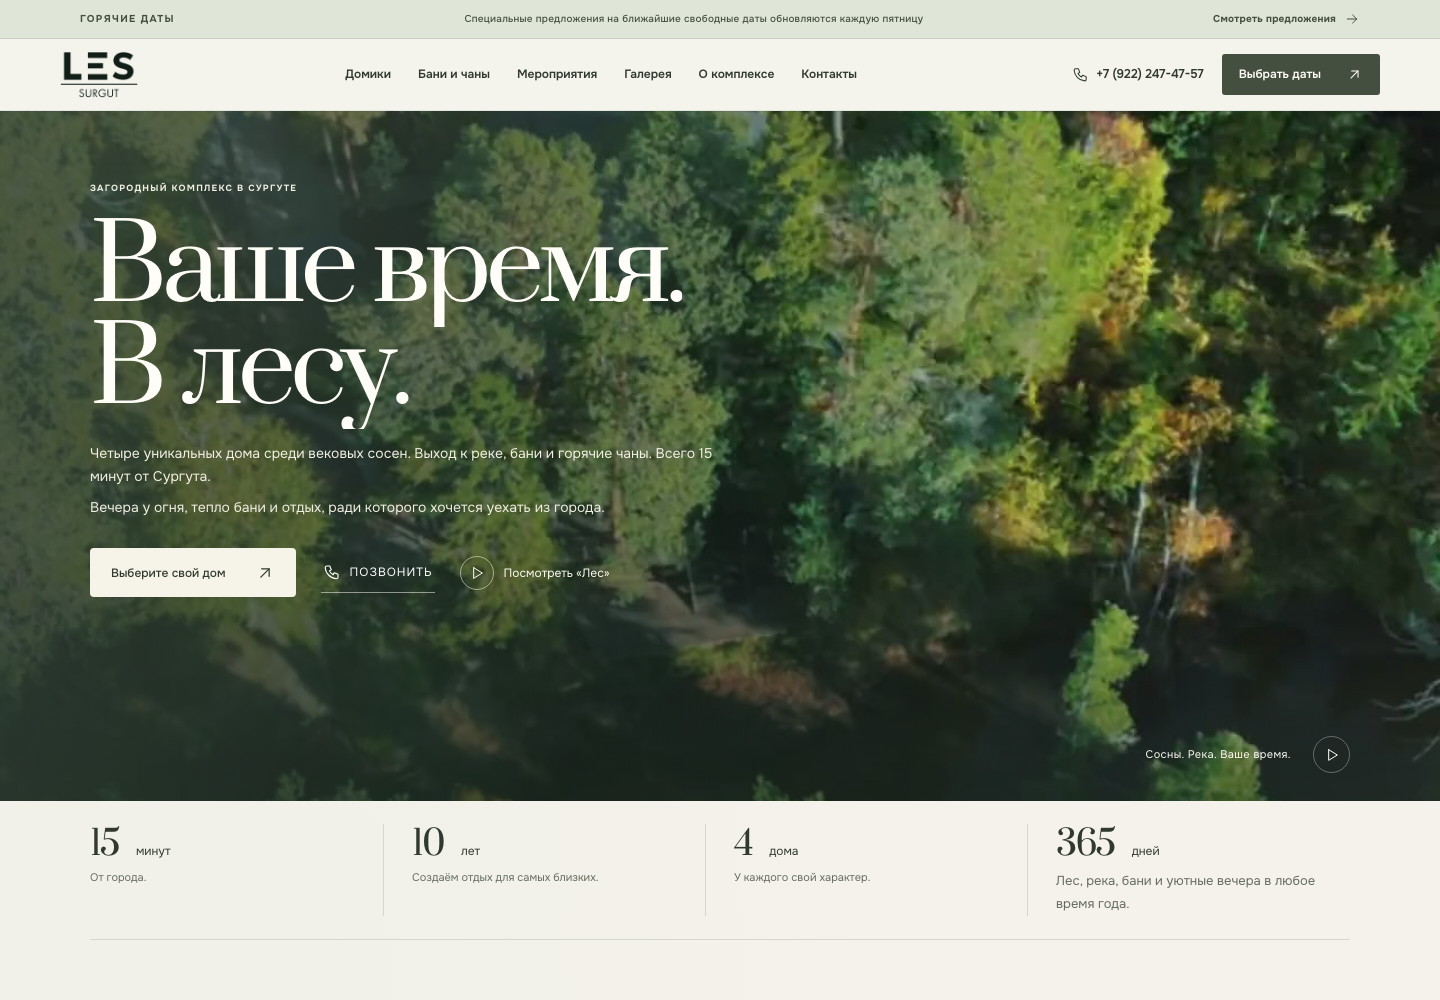 ГОРЯЧИЕ ДАТЫ
Специальные предложения на ближайшие свободные даты обновляются каждую пятницу
Смотреть предложения
LES
SURGUT
Домики
Бани и чаны
Мероприятия
Галерея
О комплексе
Контакты
+7 (922) 247-47-57
Выбрать даты
ЗАГОРОДНЫЙ КОМПЛЕКС В СУРГУТЕ
Ваше время.
В лесу.
Четыре уникальных дома среди вековых сосен. Выход к реке, бани и горячие чаны. Всего 15
минут от Сургута.
Вечера у огня, тепло бани и отдых, ради которого хочется уехать из города.
Выберите свой дом
ПОЗВОНИТЬ
Посмотреть «Лес»
Сосны. Река. Ваше время.
15 минут
От города.
10 лет
Создаём отдых для самых близких.
4 дома
У каждого свой характер.
365 дней
Лес, река, бани и уютные вечера в любое
время года.